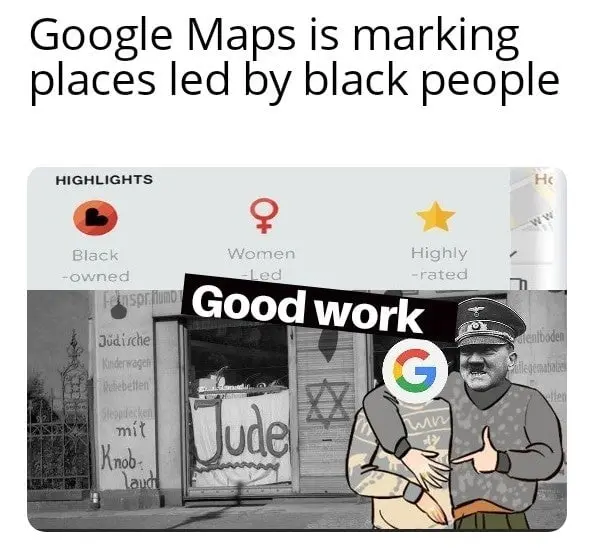 Google Maps is marking
places led by black people
HIGHLIGHTS
Black
-owned
Women
-Led
Highly
-rated
Good work
Jüdische
Kinderwagen
Steppdecken
mit
Knob-
lauch
Jude
G